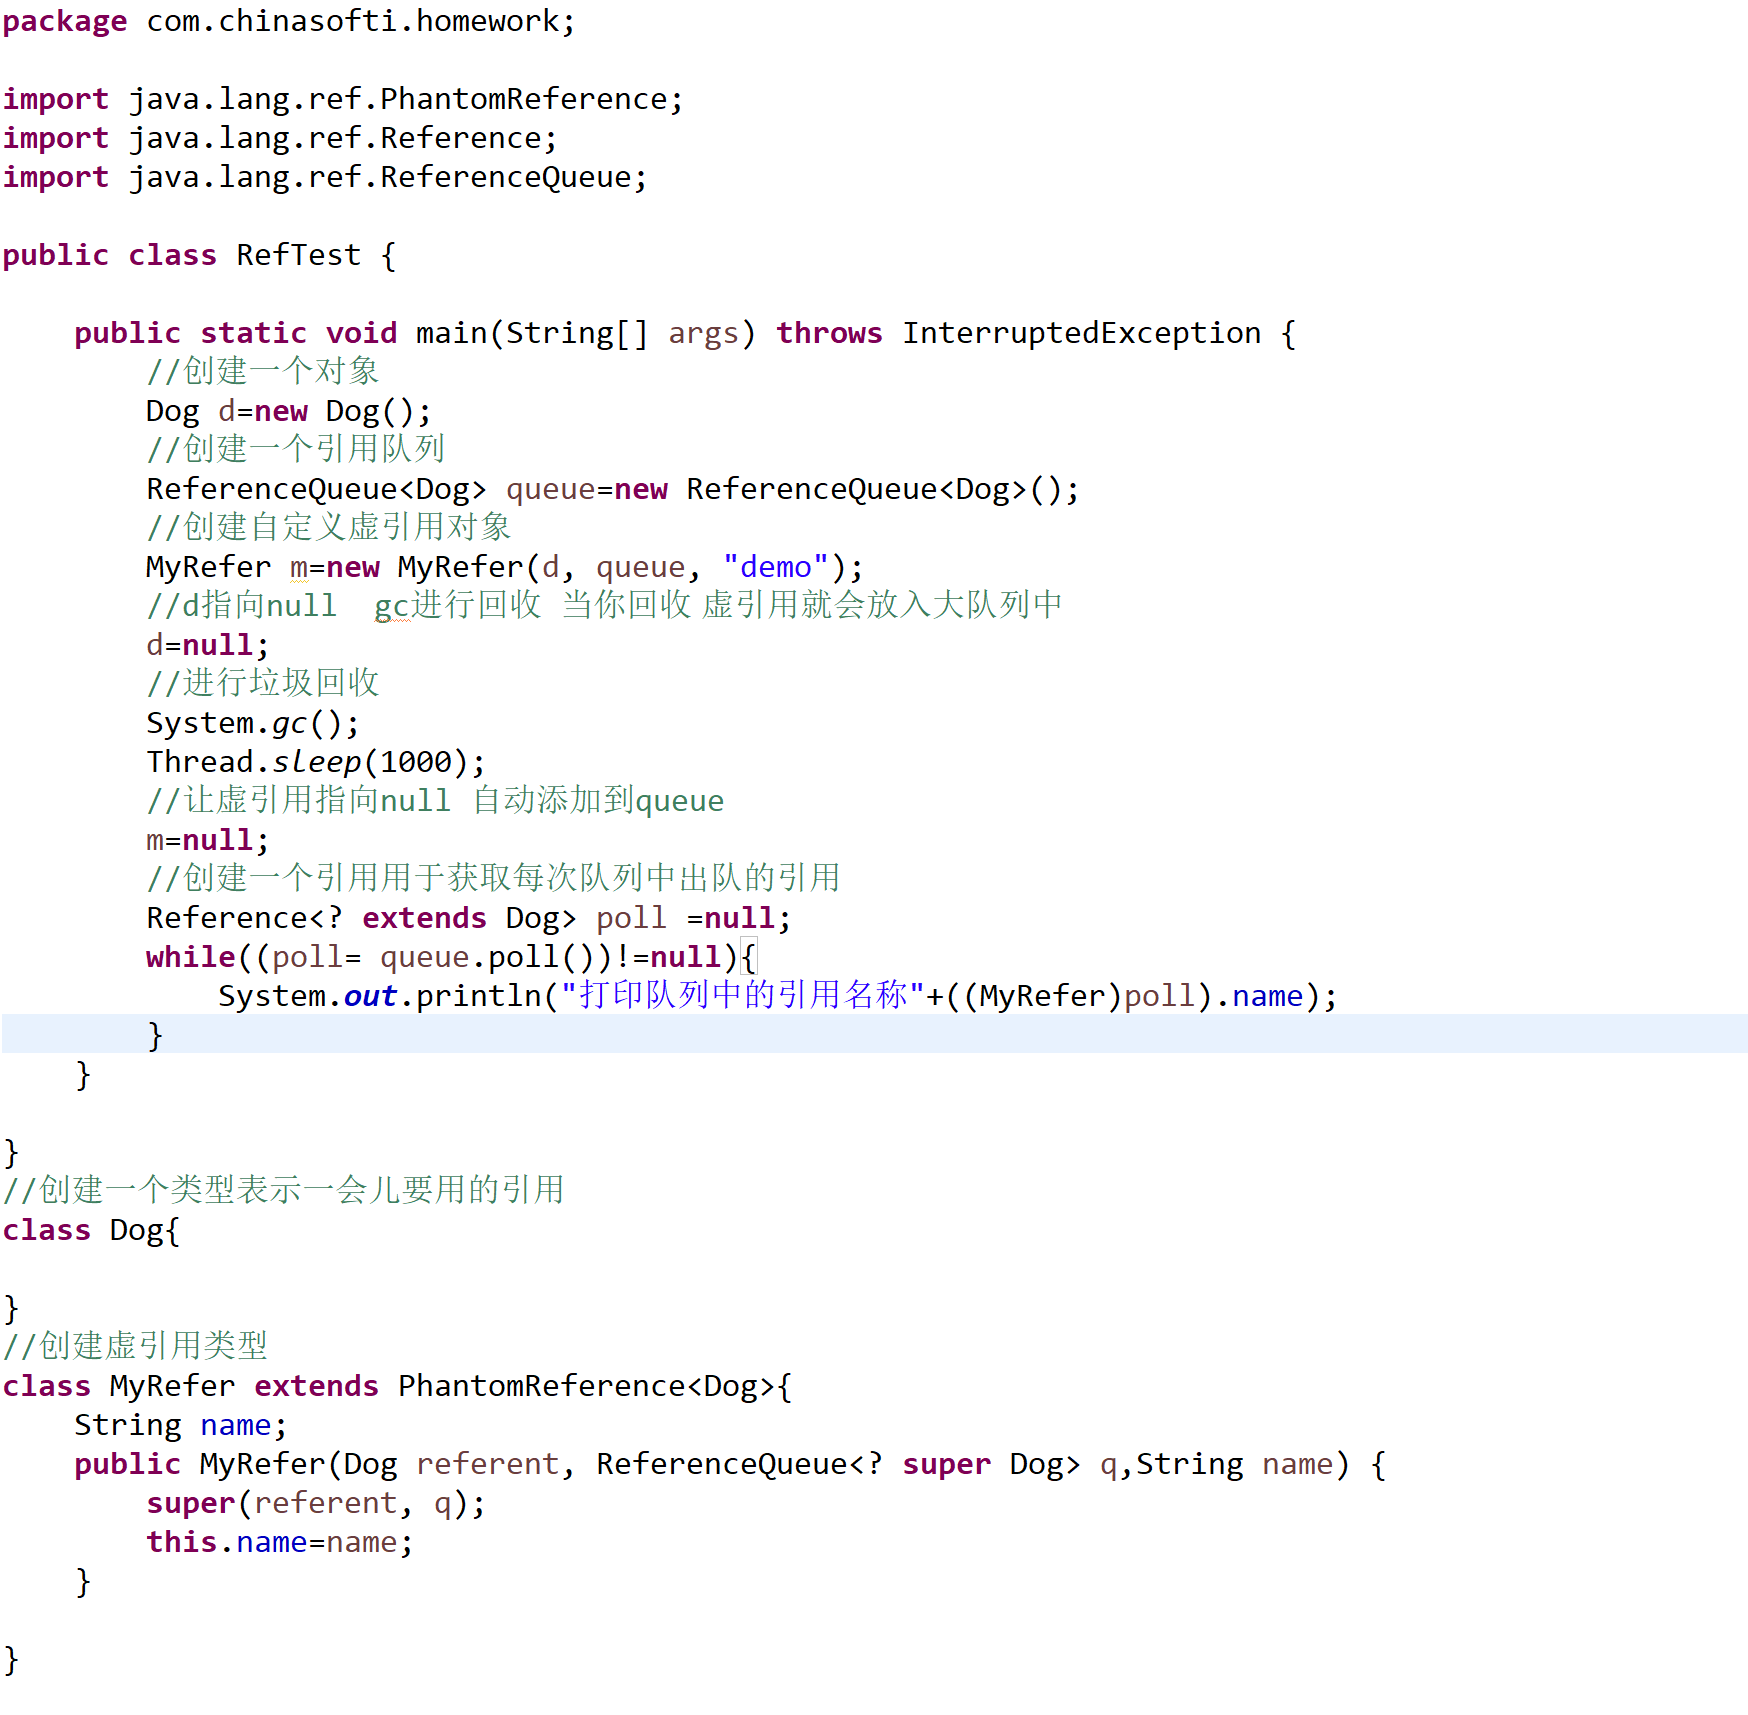 package com.chinasofti.homework;
import java.lang.ref.PhantomReference;
import java.lang.ref.Reference;
import java.lang.ref.ReferenceQueue;
public class RefTest {
public static void main(String[] args) throws InterruptedException {
//创建一个对象
Dog d=new Dog();
//创建一个引用队列
ReferenceQueue<Dog> queue=new ReferenceQueue<Dog>();
//创建自定义虚引用对象
MyRefer m=new MyRefer(d, queue, "demo");
//d指向null  gc进行回收 当你回收 虚引用就会放入大队列中
d=null;
//进行垃圾回收
System.gc();
Thread.sleep(1000);
//让虚引用指向null 自动添加到queue
m=null;
//创建一个引用用于获取每次队列中出队的引用
Reference<? extends Dog> poll =null;
while((poll= queue.poll())!=null){
System.out.println("打印队列中的引用名称"+((MyRefer)poll).name);
}
}
}
//创建一个类型表示一会儿要用的引用
class Dog{
}
//创建虚引用类型
class MyRefer extends PhantomReference<Dog>{
String name;
public MyRefer(Dog referent, ReferenceQueue<? super Dog> q,String name) {
super(referent, q);
this.name=name;
}
}